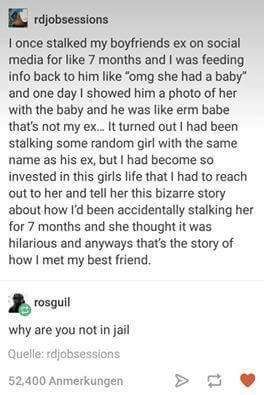 rdjobsessions
I once stalked my boyfriends ex on social
media for like 7 months and I was feeding
info back to him like “omg she had a baby”
and one day I showed him a photo of her
with the baby and he was like erm babe
that’s not my ex... It turned out I had been
stalking some random girl with the same
name as his ex, but I had become so
invested in this girls life that I had to reach
out to her and tell her this bizarre story
about how I’d been accidentally stalking her
for 7 months and she thought it was
hilarious and anyways that’s the story of
how I met my best friend.
rosguil
why are you not in jail
Quelle: rdjobsessions
52,400 Anmerkungen